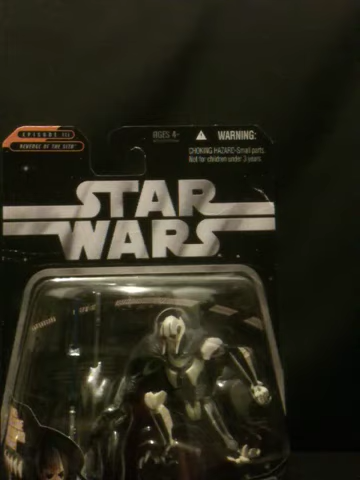 EPISODE III
REVENGE OF THE SITH
AGES 4+
WARNING:
CHOKING HAZARD-Small parts.
Not for children under 3 years.
STAR
WARS